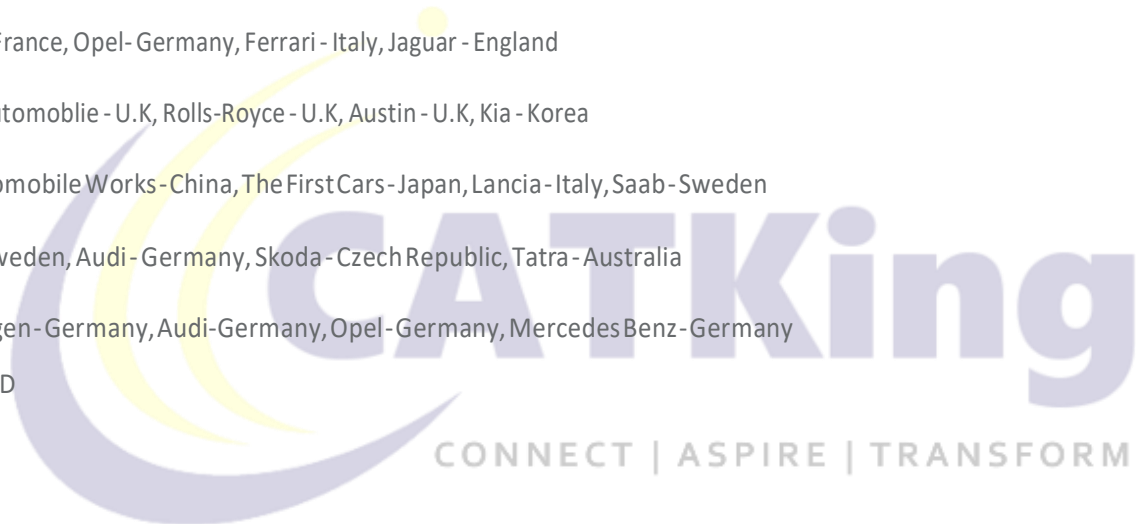 France, Opel-Germany, Ferrari - Italy, Jaguar - England
utomoblie - U.K, Rolls-Royce - U.K, Austin - U.K, Kia - Korea
omobile Works - China, The First Cars - Japan, Lancia - Italy, Saab - Sweden
weden, Audi - Germany, Skoda - Czech Republic, Tatra - Australia
gen - Germany, Audi-Germany, Opel - Germany, Mercedes Benz - Germany
D
CATKing
CONNECT | ASPIRE | TRANSFORM